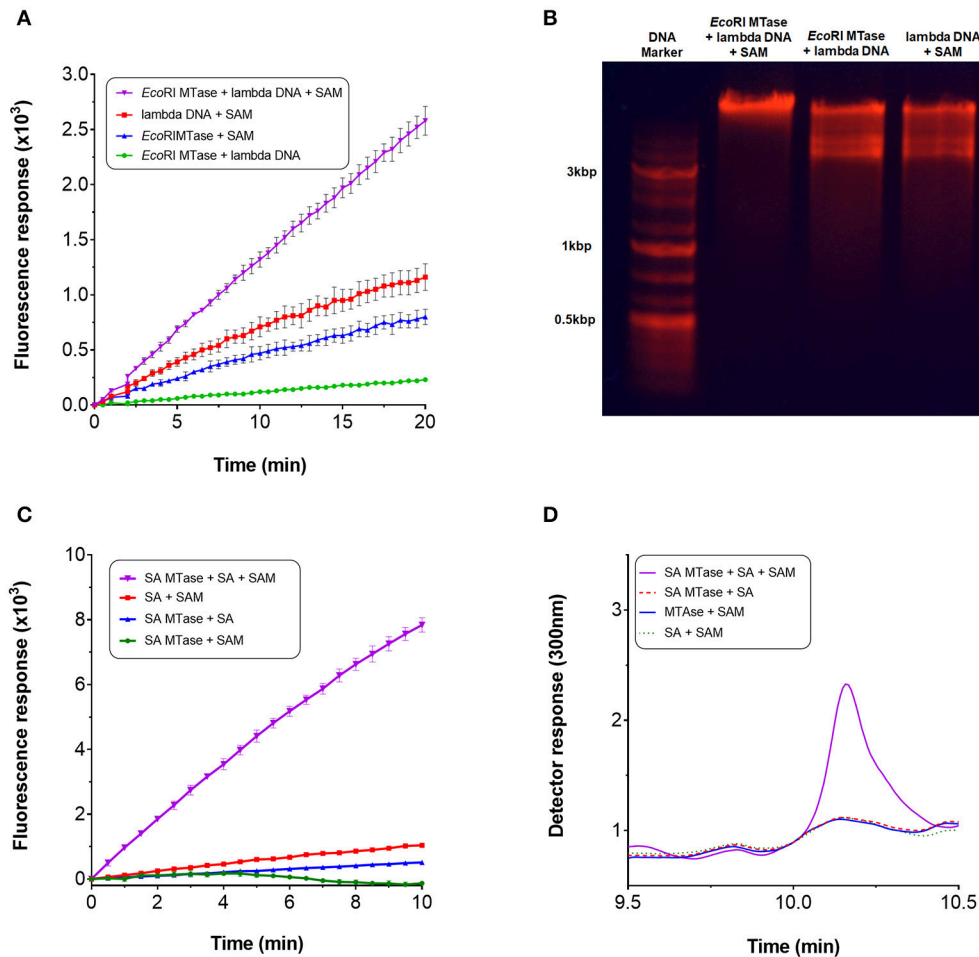 A
Fluorescence response (x10³)
3.0
2.5
2.0
1.5
1.0
0.5
0.0
EcoRI MTase + lambda DNA + SAM
lambda DNA + SAM
EcoRIMTase + SAM
EcoRI MTase + lambda DNA
0 5 10 15 20
Time (min)
B
DNA
Marker
EcoRI MTase
+ lambda DNA
+ SAM
EcoRI MTase
+ lambda DNA
lambda DNA
+ SAM
3kbp
1kbp
0.5kbp
C
Fluorescence response (x10³)
10
8
6
4
2
0
SA MTase + SA + SAM
SA + SAM
SA MTase + SA
SA MTase + SAM
0 2 4 6 8 10
Time (min)
D
Detector response (300nm)
3
2
1
SA MTase + SA + SAM
SA MTase + SA
MTAse + SAM
SA + SAM
9.5 10.0 10.5
Time (min)